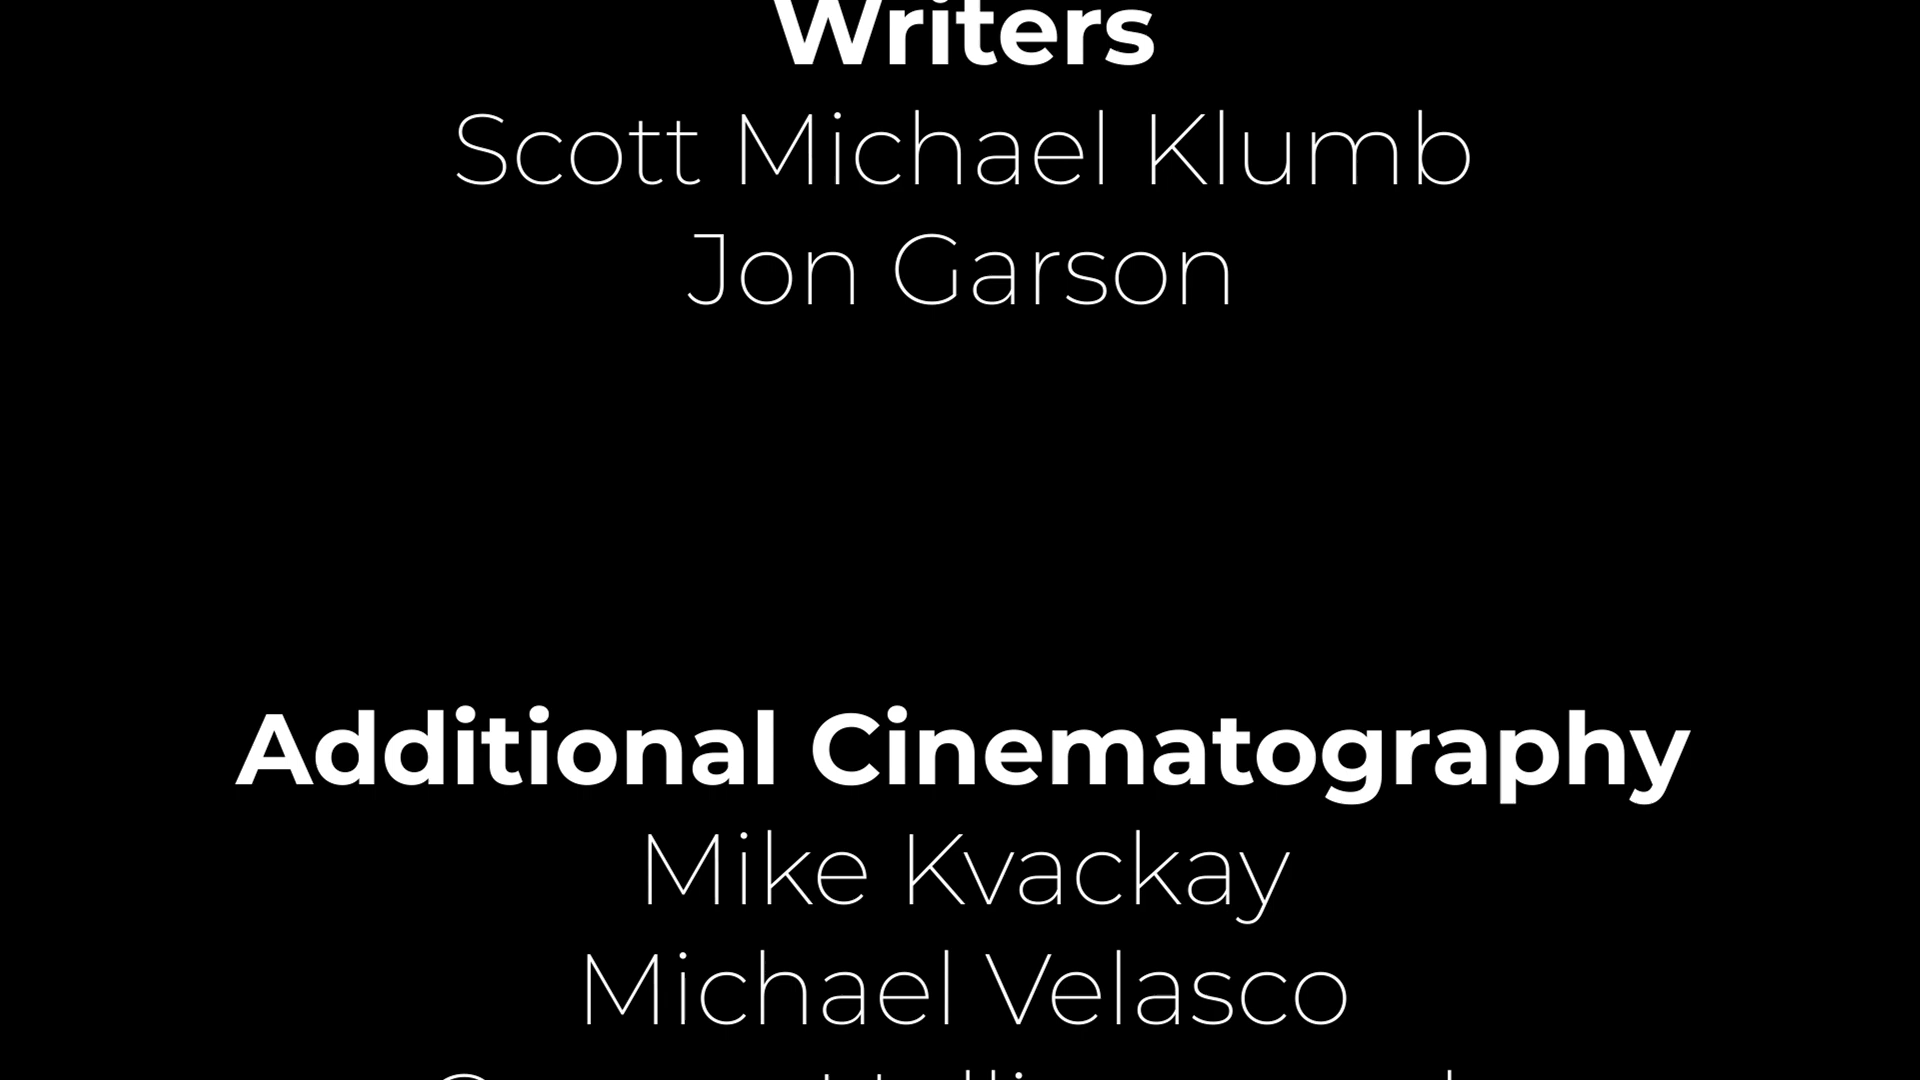 Writers
Scott Michael Klumb
Jon Garson
Additional Cinematography
Mike Kvackay
Michael Velasco